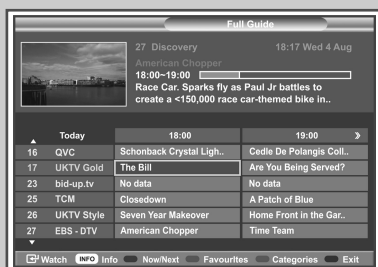 Full Guide
27 Discovery 18:17 Wed 4 Aug
American Chopper
18:00~19:00
Race Car. Sparks fly as Paul Jr battles to
create a <150,000 race car-themed bike in..
Today 18:00 19:00 »
16 QVC Schonback Crystal Ligh.. Cedle De Polangis Coll..
17 UKTV Gold The Bill Are You Being Served?
23 bid-up.tv No data No data
25 TCM Closedown A Patch of Blue
26 UKTV Style Seven Year Makeover Home Front in the Gar..
27 EBS - DTV American Chopper Time Team
Watch INFO Info Now/Next Favourites Categories Exit